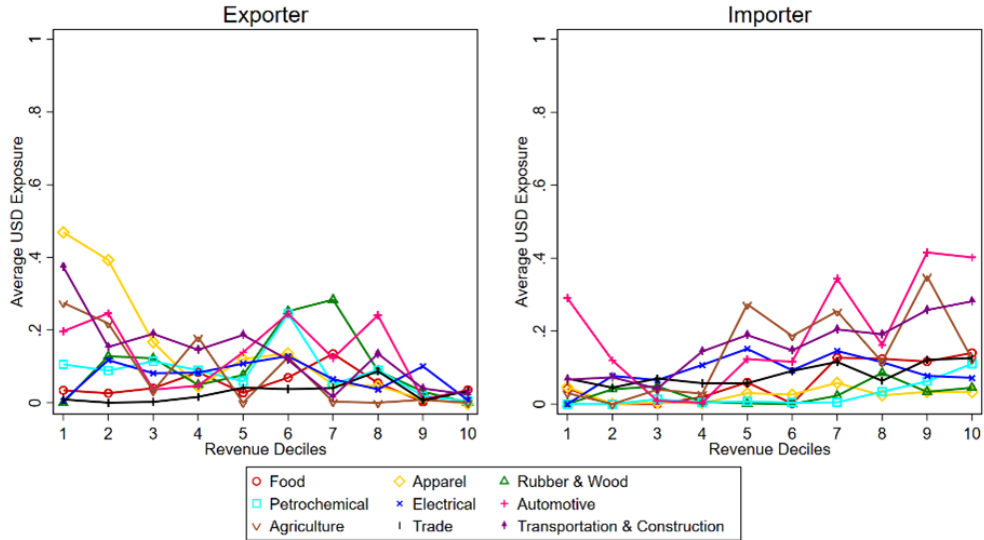 Exporter
Average USD Exposure
1
.8
.6
.4
.2
0
1 2 3 4 5 6 7 8 9 10
Revenue Deciles
Importer
Average USD Exposure
1
.8
.6
.4
.2
0
1 2 3 4 5 6 7 8 9 10
Revenue Deciles
Food Apparel Rubber & Wood
Petrochemical Electrical Automotive
Agriculture Trade Transportation & Construction